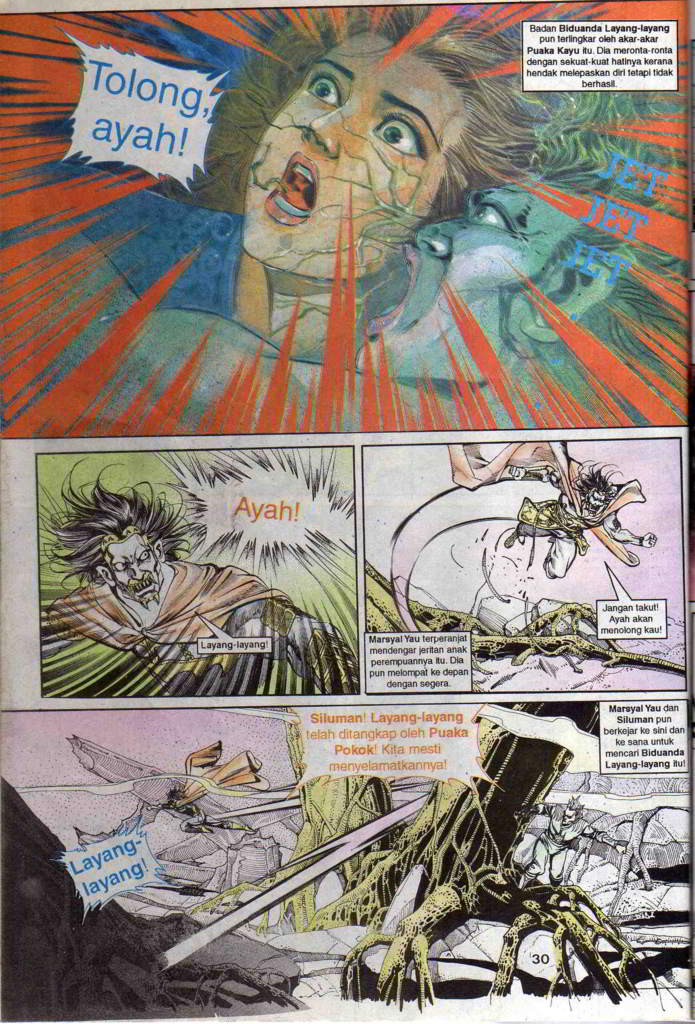 Badan Biduanda Layang-layang
pun terlingkar oleh akar-akar
Puaka Kayu itu. Dia meronta-ronta
dengan sekuat-kuat hatinya kerana
hendak melepaskan diri tetapi tidak
berhasil.
Tolong,
ayah!
JET
JET
JET
Ayah!
Layang-layang!
Jangan takut!
Ayah akan
menolong kau!
Marsyal Yau terperanjat
mendengar jeritan anak
perempuannya itu. Dia
pun melompat ke depan
dengan segera.
Siluman! Layang-layang
telah ditangkap oleh Puaka
Pokok! Kita mesti
menyelamatkannya!
Marsyal Yau dan
Siluman pun
berkejar ke sini dan
ke sana untuk
mencari Biduanda
Layang-layang itu!
Layang-
layang!
30